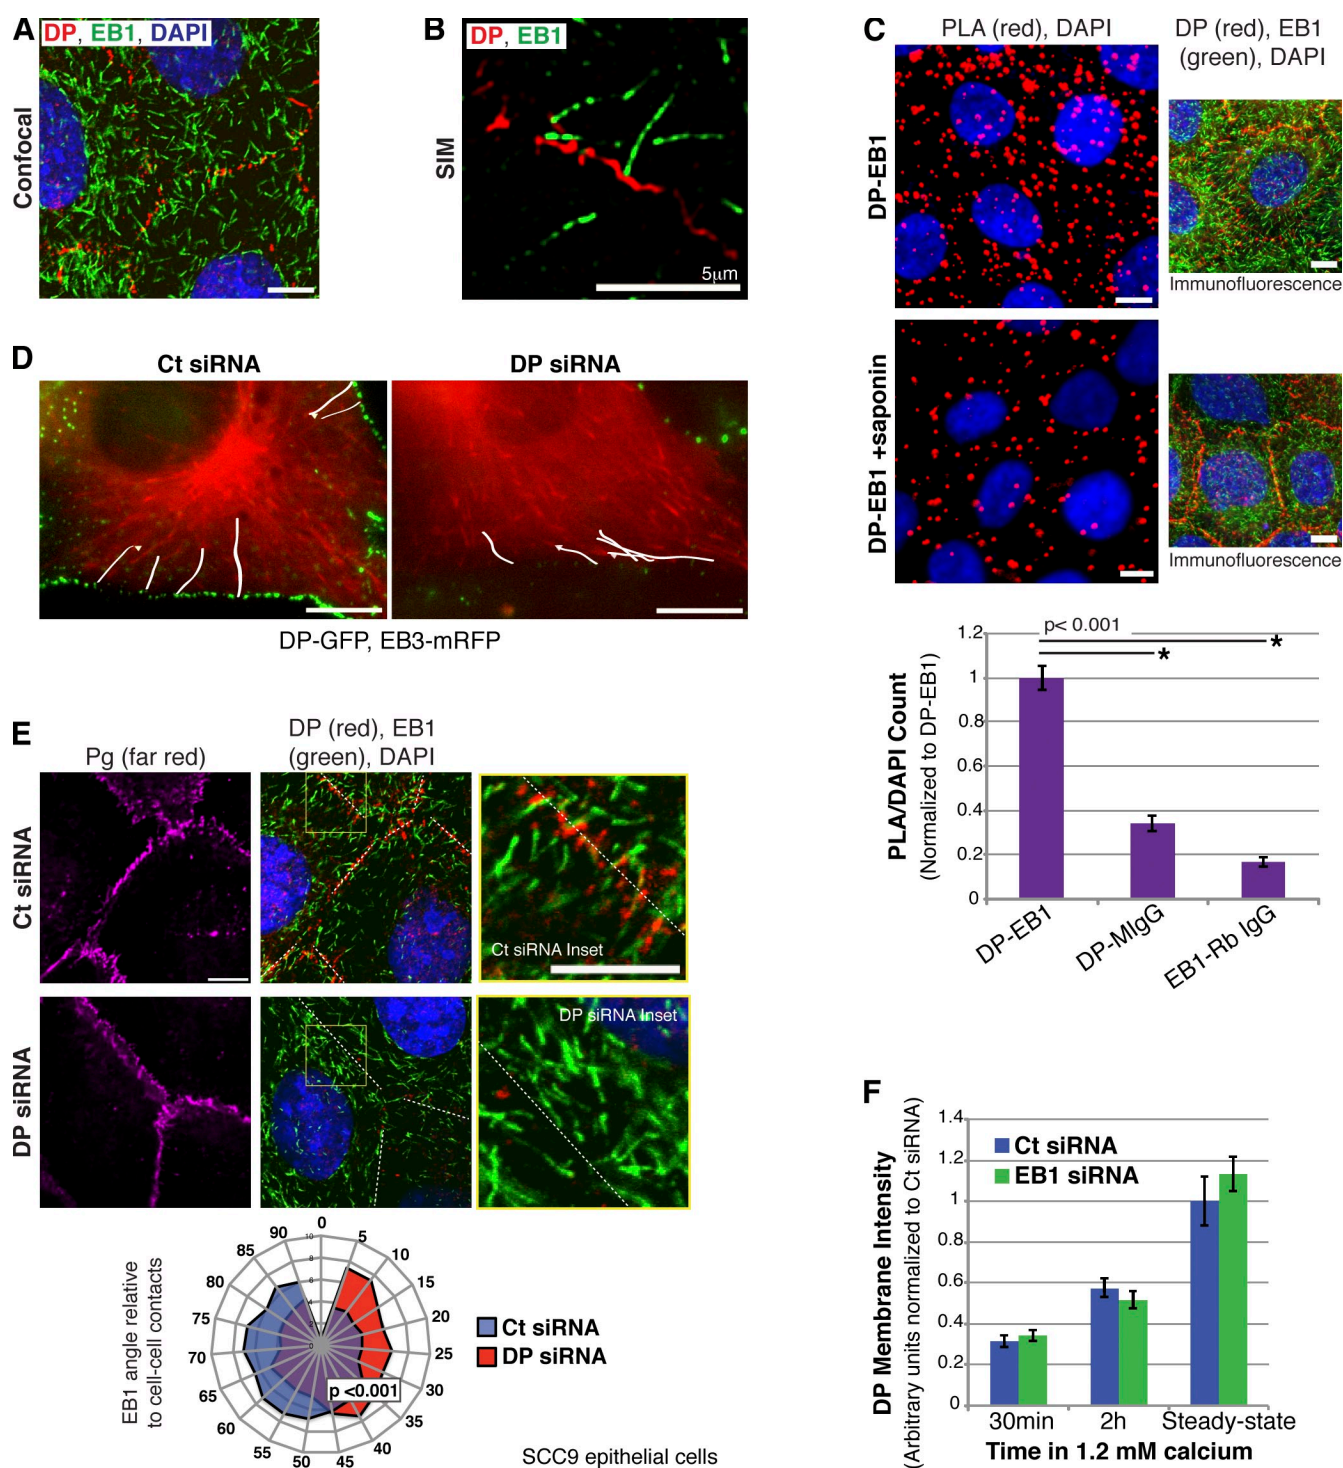 A
DP, EB1, DAPI
Confocal
B
DP, EB1
SIM
5µm
C
PLA (red), DAPI
DP (red), EB1
(green), DAPI
DP-EB1
Immunofluorescence
DP-EB1 +saponin
Immunofluorescence
PLA/DAPI Count
(Normalized to DP-EB1)
1.2
1
0.8
0.6
0.4
0.2
0
p< 0.001
*
*
DP-EB1
DP-MIgG
EB1-Rb IgG
D
Ct siRNA
DP siRNA
DP-GFP, EB3-mRFP
E
Pg (far red)
DP (red), EB1
(green), DAPI
Ct siRNA
Ct siRNA Inset
DP siRNA
DP siRNA Inset
EB1 angle relative
to cell-cell contacts
0
5
10
15
20
25
30
35
40
45
50
55
60
65
70
75
80
85
90
10
8
6
4
2
0
p <0.001
Ct siRNA
DP siRNA
SCC9 epithelial cells
F
DP Membrane Intensity
(Arbitrary units normalized to Ct siRNA)
1.4
1.2
1
0.8
0.6
0.4
0.2
0
Ct siRNA
EB1 siRNA
30min
2h
Steady-state
Time in 1.2 mM calcium